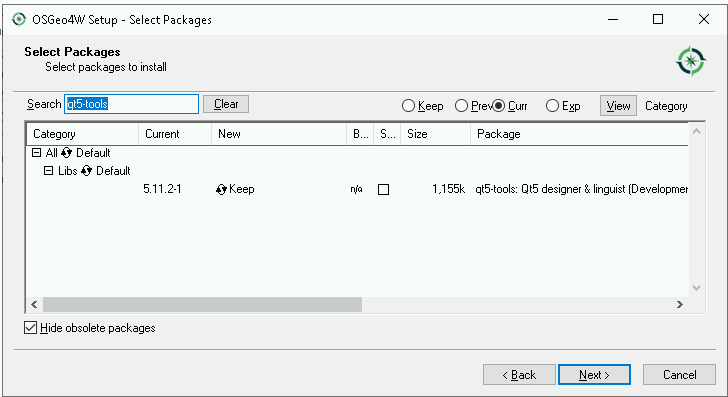 OSGeo4W Setup - Select Packages
Select Packages
Select packages to install
Search qt5-tools Clear Keep Prev Curr Exp View Category
Category Current New B... S... Size Package
All Default
Libs Default
5.11.2-1 Keep n/a 1,155k qt5-tools: Qt5 designer & linguist (Developmer
Hide obsolete packages
< Back Next > Cancel